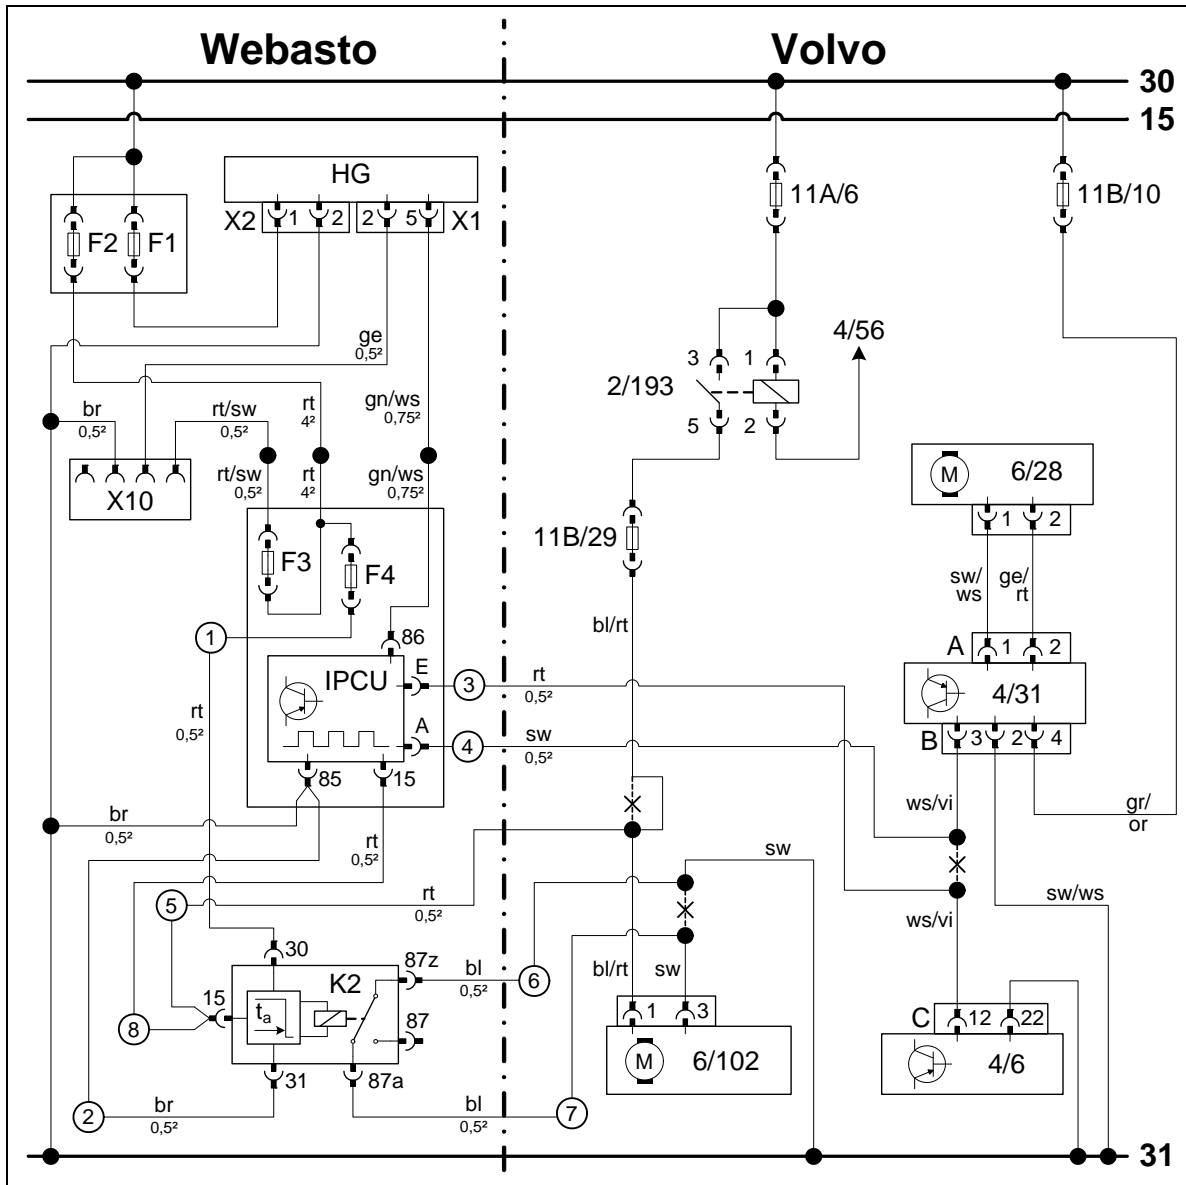 Webasto
Volvo
30
15
HG
X2
1
2
2
5
X1
F2
F1
11A/6
11B/10
ge
0,5²
3
1
4/56
2/193
5
2
br
0,5²
rt/sw
0,5²
rt
4²
gn/ws
0,75²
rt/sw
0,5²
rt
4²
gn/ws
0,75²
X10
M
6/28
1
2
11B/29
F3
F4
sw/
ws
ge/
rt
bl/rt
1
86
A
1
2
IPCU
E
3
rt
0,5²
4/31
rt
0,5²
A
4
sw
0,5²
B
3
2
4
85
15
ws/vi
gr/
or
br
0,5²
rt
0,5²
sw
5
rt
0,5²
sw/ws
ws/vi
30
87z
bl
0,5²
6
bl/rt
sw
K2
15
ta
87
8
1
3
C
12
22
31
87a
M
6/102
4/6
2
br
0,5²
bl
0,5²
7
31